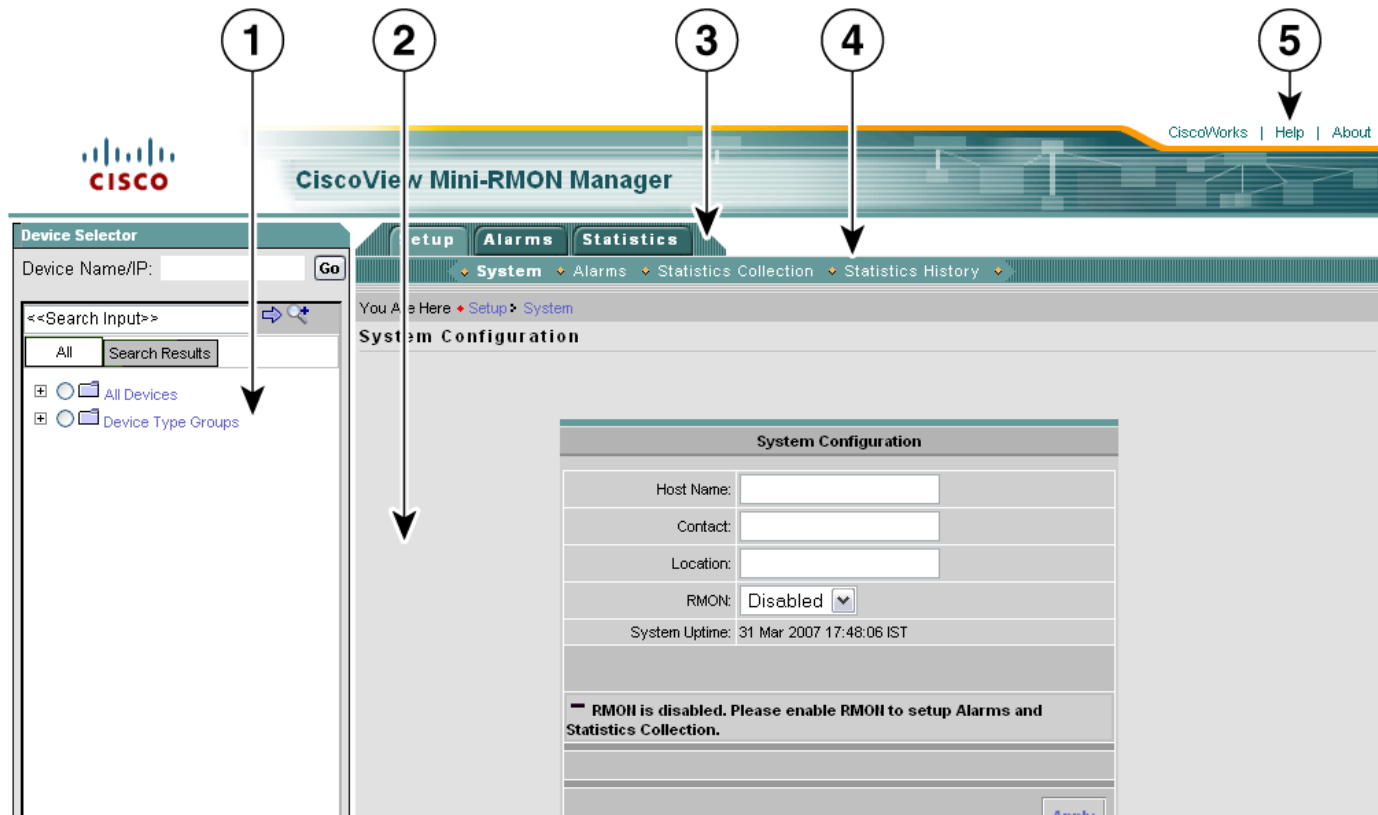 1 2 3 4 5
CiscoWorks | Help | About
CISCO
CiscoView Mini-RMON Manager
Device Selector
Setup Alarms Statistics
Device Name/IP: Go
System Alarms Statistics Collection Statistics History
<<Search Input>>
You Are Here Setup System
All Search Results
System Configuration
All Devices
Device Type Groups
System Configuration
Host Name:
Contact:
Location:
RMON: Disabled
System Uptime: 31 Mar 2007 17:48:06 IST
RMON is disabled. Please enable RMON to setup Alarms and
Statistics Collection.
Apply